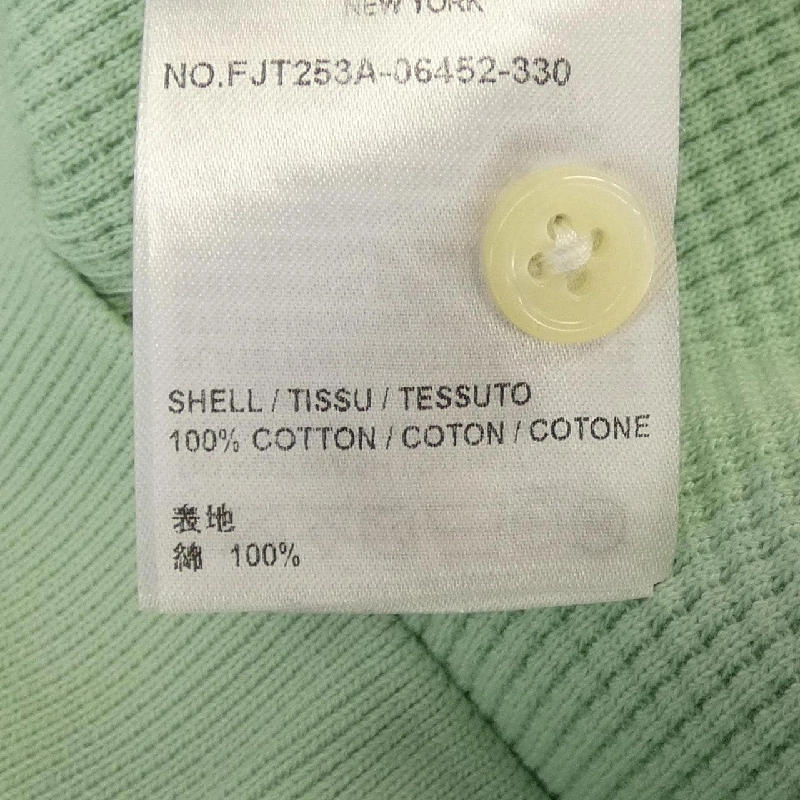 NEW YORK
NO.FJT253A-06452-330
SHELL / TISSU / TESSUTO
100% COTTON / COTON / COTONE
表地
綿 100%